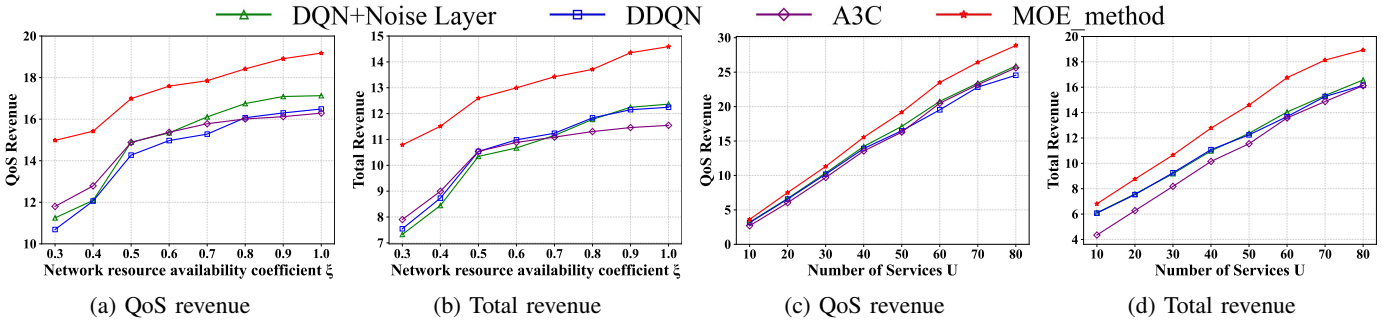 DQN+Noise Layer DDQN A3C MOE_method
20
18
16
14
12
10
QoS Revenue
0.3 0.4 0.5 0.6 0.7 0.8 0.9 1.0
Network resource availability coefficient ξ
(a) QoS revenue
15
14
13
12
11
10
9
8
7
Total Revenue
0.3 0.4 0.5 0.6 0.7 0.8 0.9 1.0
Network resource availability coefficient ξ
(b) Total revenue
30
25
20
15
10
5
0
QoS Revenue
10 20 30 40 50 60 70 80
Number of Services U
(c) QoS revenue
20
18
16
14
12
10
8
6
4
Total Revenue
10 20 30 40 50 60 70 80
Number of Services U
(d) Total revenue